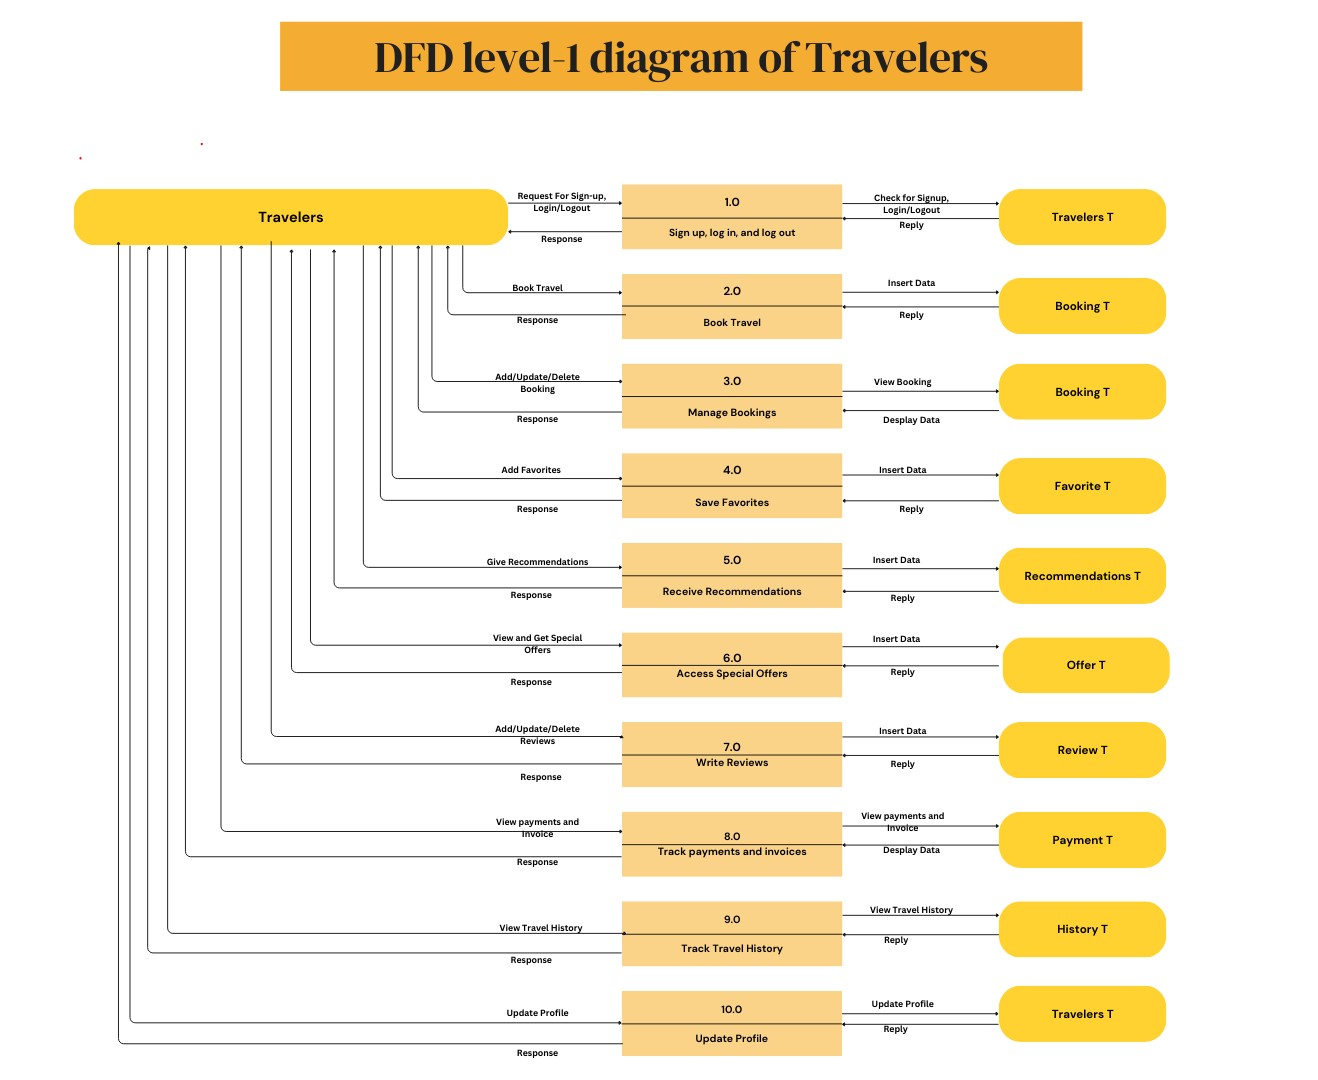 DFD level-1 diagram of Travelers
Travelers
Request For Sign-up,
Login/Logout
Response
1.0
Sign up, log in, and log out
Check for Signup,
Login/Logout
Reply
Travelers T
Book Travel
Response
2.0
Book Travel
Insert Data
Reply
Booking T
Add/Update/Delete
Booking
Response
3.0
Manage Bookings
View Booking
Desplay Data
Booking T
Add Favorites
Response
4.0
Save Favorites
Insert Data
Reply
Favorite T
Give Recommendations
Response
5.0
Receive Recommendations
Insert Data
Reply
Recommendations T
View and Get Special
Offers
Response
6.0
Access Special Offers
Insert Data
Reply
Offer T
Add/Update/Delete
Reviews
Response
7.0
Write Reviews
Insert Data
Reply
Review T
View payments and
Invoice
Response
8.0
Track payments and invoices
View payments and
Invoice
Desplay Data
Payment T
View Travel History
Response
9.0
Track Travel History
View Travel History
Reply
History T
Update Profile
Response
10.0
Update Profile
Update Profile
Reply
Travelers T